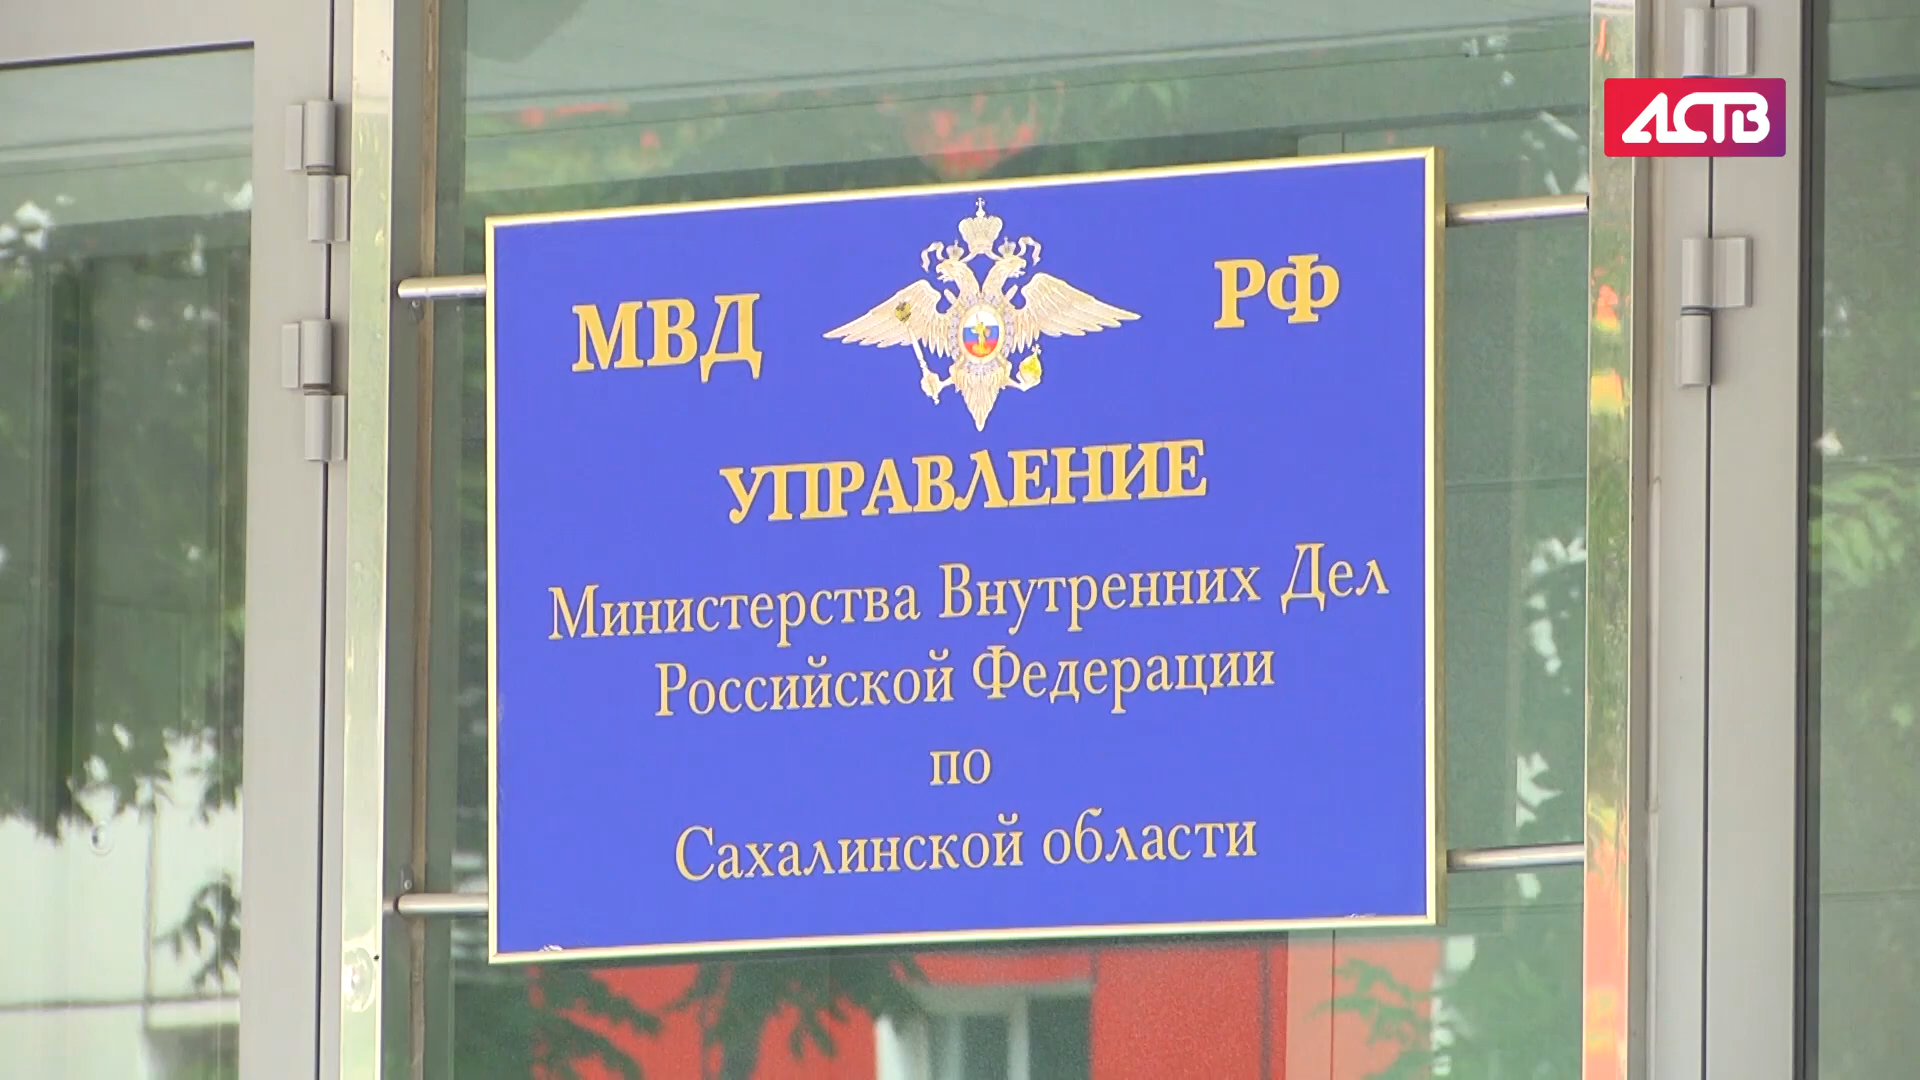 АСТВ
МВД РФ
УПРАВЛЕНИЕ
Министерства Внутренних Дел
Российской Федерации
по
Сахалинской области